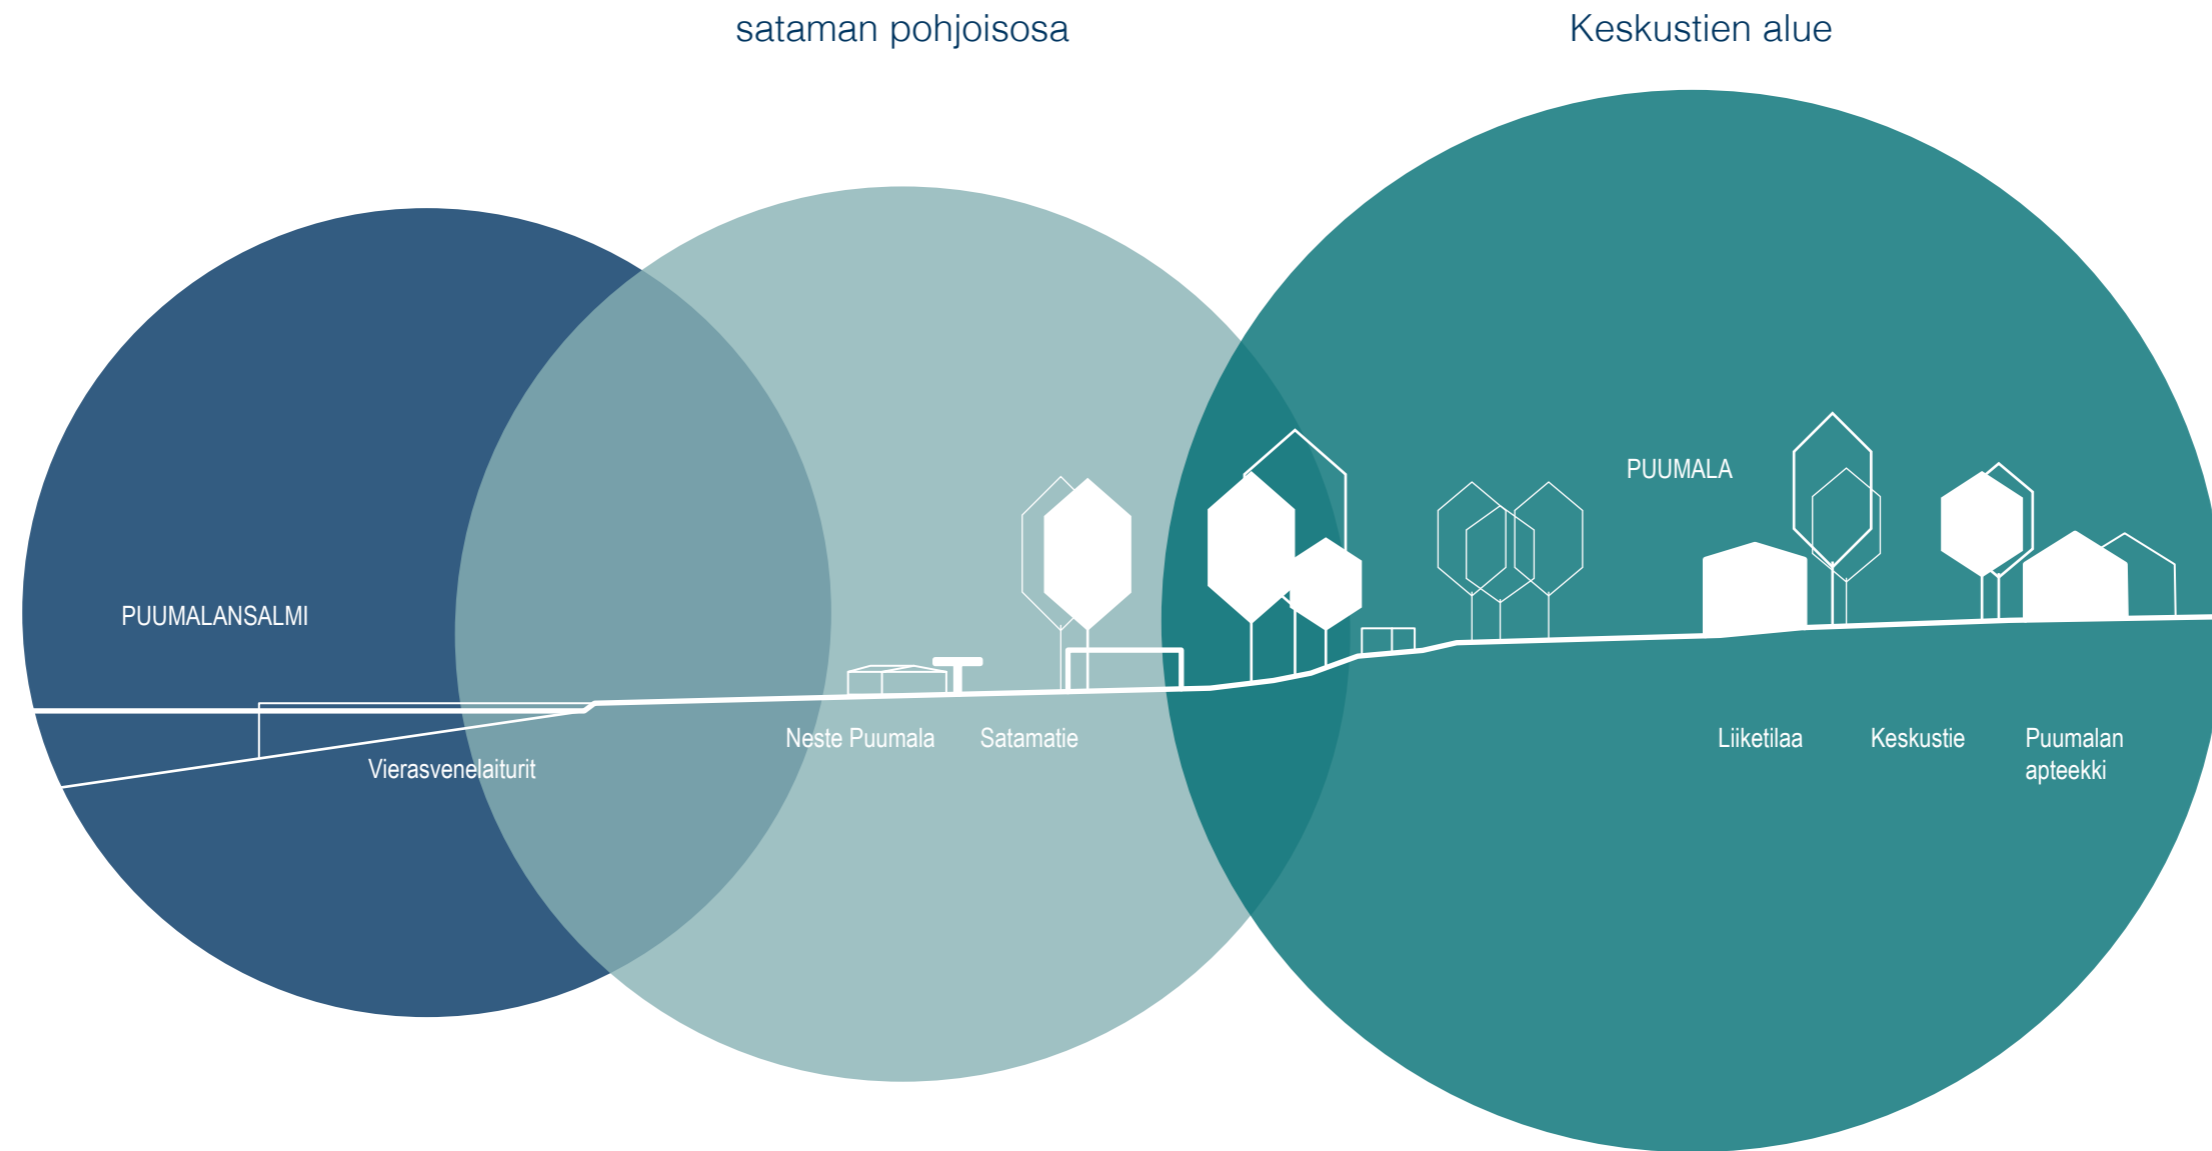 sataman pohjoisosa
Keskustien alue
PUUMALA
PUUMALANSALMI
Neste Puumala
Satamatie
Liiketilaa
Keskustie
Puumalan
apteekki
Vierasvenelaiturit